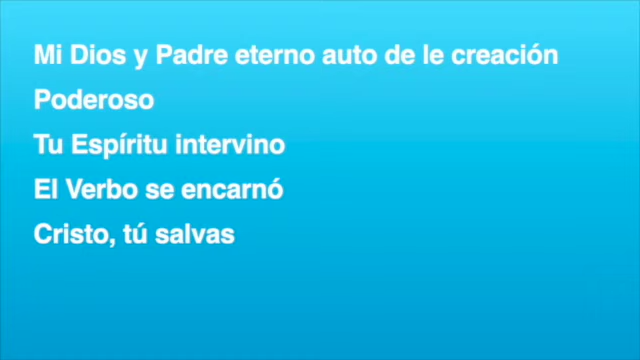 Mi Dios y Padre eterno auto de le creación
Poderoso
Tu Espíritu intervino
El Verbo se encarnó
Cristo, tú salvas